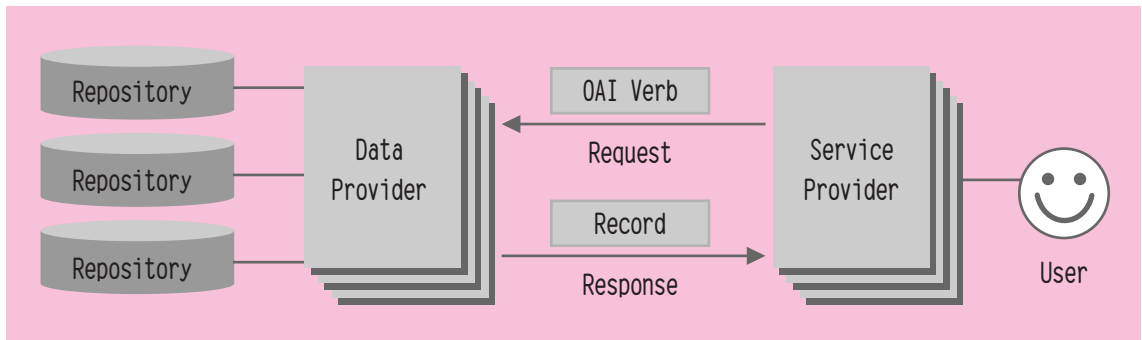 Repository
Repository
Repository
Data
Provider
OAI Verb
Request
Record
Response
Service
Provider
User